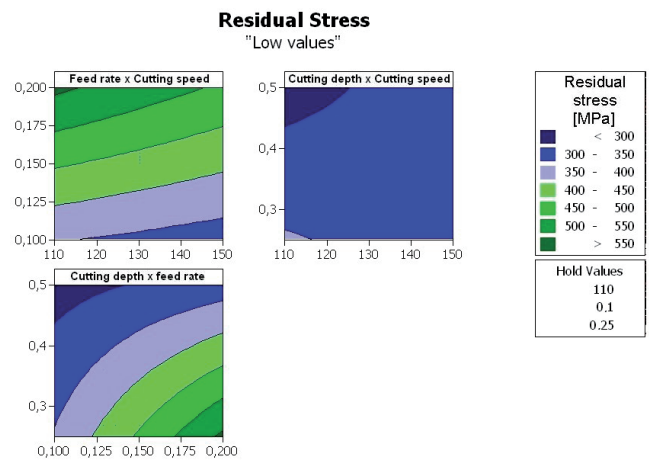 Residual Stress
"Low values"
Feed rate x Cutting speed
0,200
0,175
0,150
0,125
0,100
110 120 130 140 150
Cutting depth x Cutting speed
0,5
0,4
0,3
110 120 130 140 150
Cutting depth x feed rate
0,5
0,4
0,3
0,100 0,125 0,150 0,175 0,200
Residual
stress
[MPa]
< 300
300 - 350
350 - 400
400 - 450
450 - 500
500 - 550
> 550
Hold Values
110
0.1
0.25